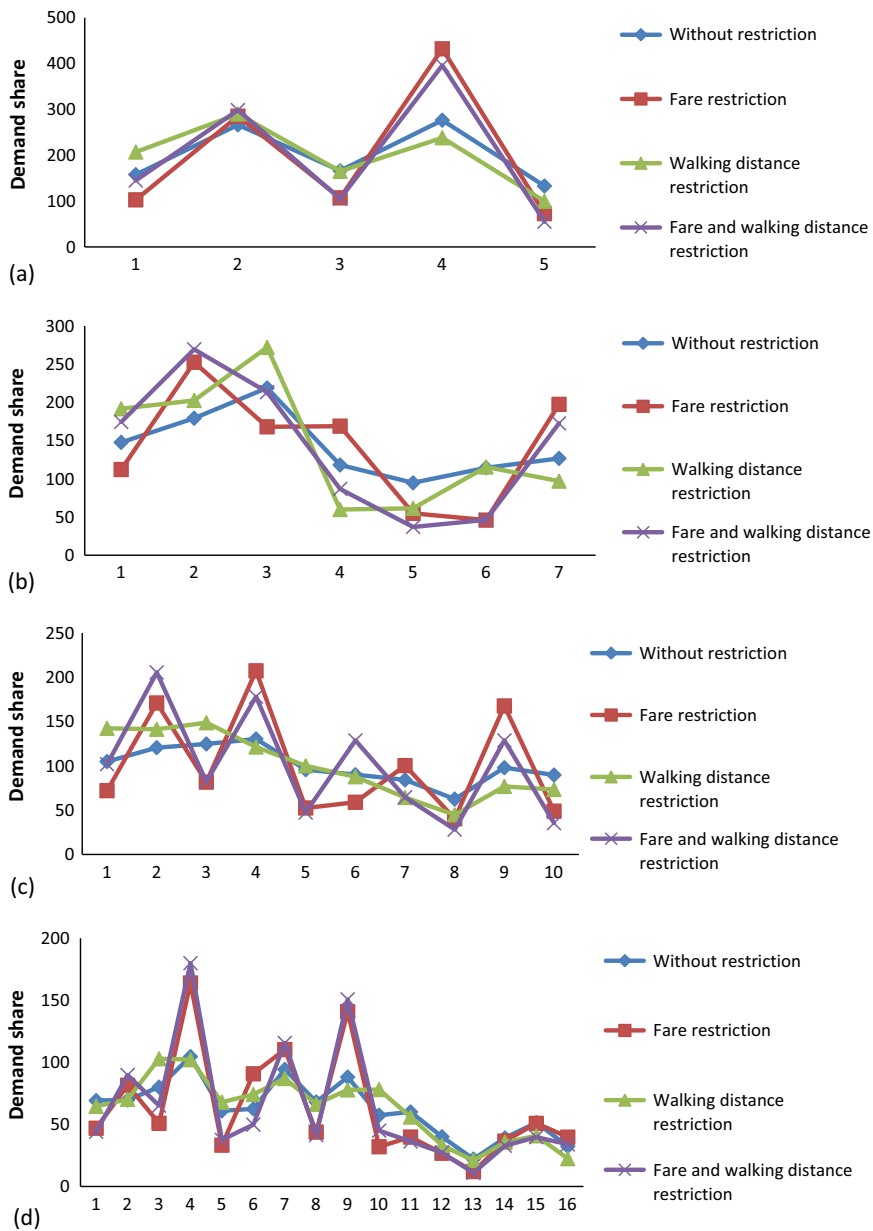 500
400
300
200
100
0
Demand share
1 2 3 4 5
Without restriction
Fare restriction
Walking distance
restriction
Fare and walking distance
restriction
(a)
300
250
200
150
100
50
0
Demand share
1 2 3 4 5 6 7
Without restriction
Fare restriction
Walking distance
restriction
Fare and walking distance
restriction
(b)
250
200
150
100
50
0
Demand share
1 2 3 4 5 6 7 8 9 10
Without restriction
Fare restriction
Walking distance
restriction
Fare and walking distance
restriction
(c)
200
150
100
50
0
Demand share
1 2 3 4 5 6 7 8 9 10 11 12 13 14 15 16
Without restriction
Fare restriction
Walking distance
restriction
Fare and walking distance
restriction
(d)